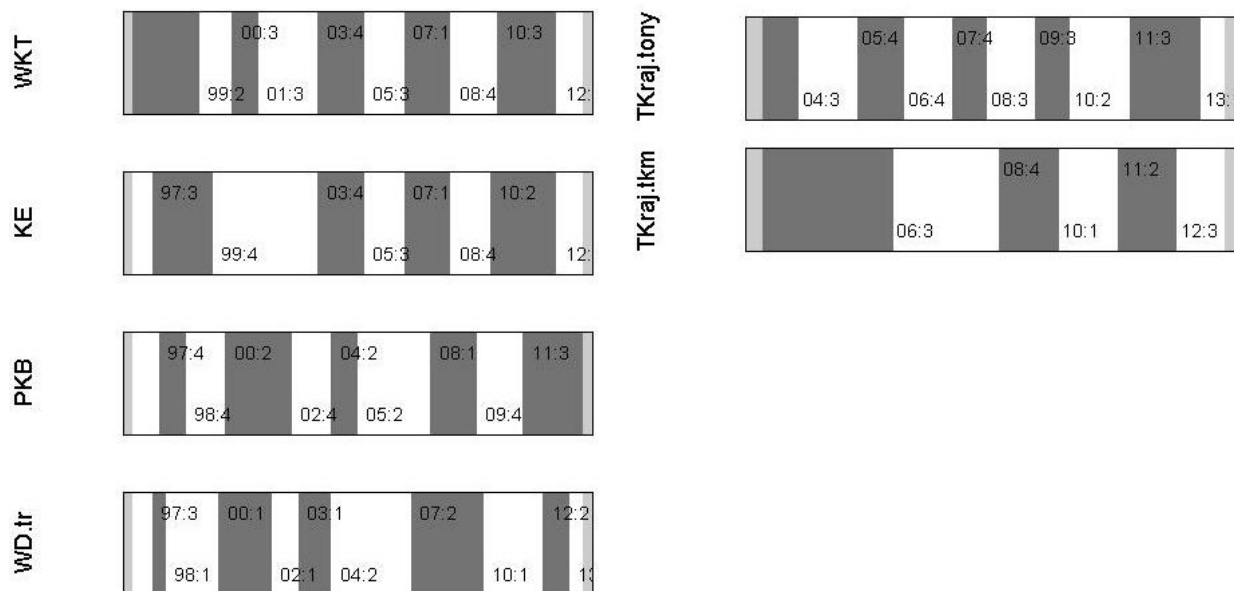 WKT
00:3 03:4 07:1 10:3
99:2 01:3 05:3 08:4 12:
KE
97:3 03:4 07:1 10:2
99:4 05:3 08:4 12:
PKB
97:4 00:2 04:2 08:1 11:3
98:4 02:4 05:2 09:4
WD.tr
97:3 00:1 03:1 07:2 12:2
98:1 02:1 04:2 10:1
TKraj.tony
05:4 07:4 09:3 11:3
04:3 06:4 08:3 10:2 13:
TKraj.tkm
08:4 11:2
06:3 10:1 12:3